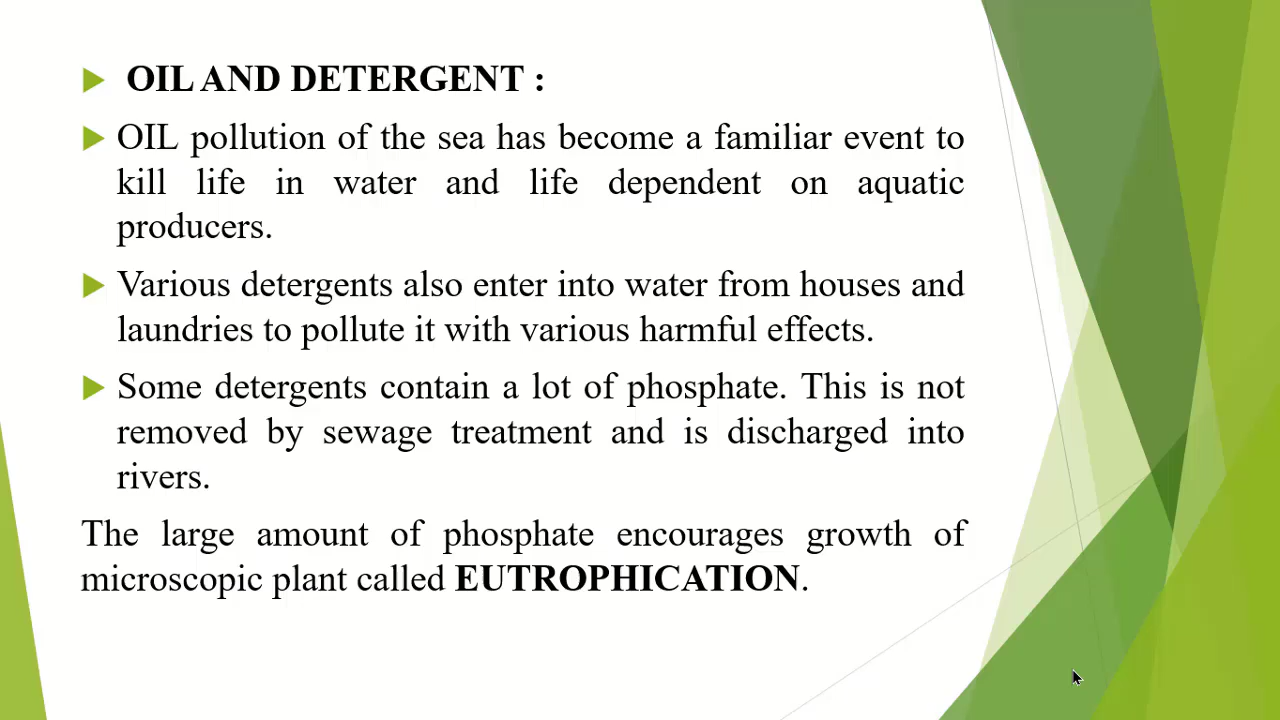 OIL AND DETERGENT :
OIL pollution of the sea has become a familiar event to
kill life in water and life dependent on aquatic
producers.
Various detergents also enter into water from houses and
laundries to pollute it with various harmful effects.
Some detergents contain a lot of phosphate. This is not
removed by sewage treatment and is discharged into
rivers.
The large amount of phosphate encourages growth of
microscopic plant called EUTROPHICATION.